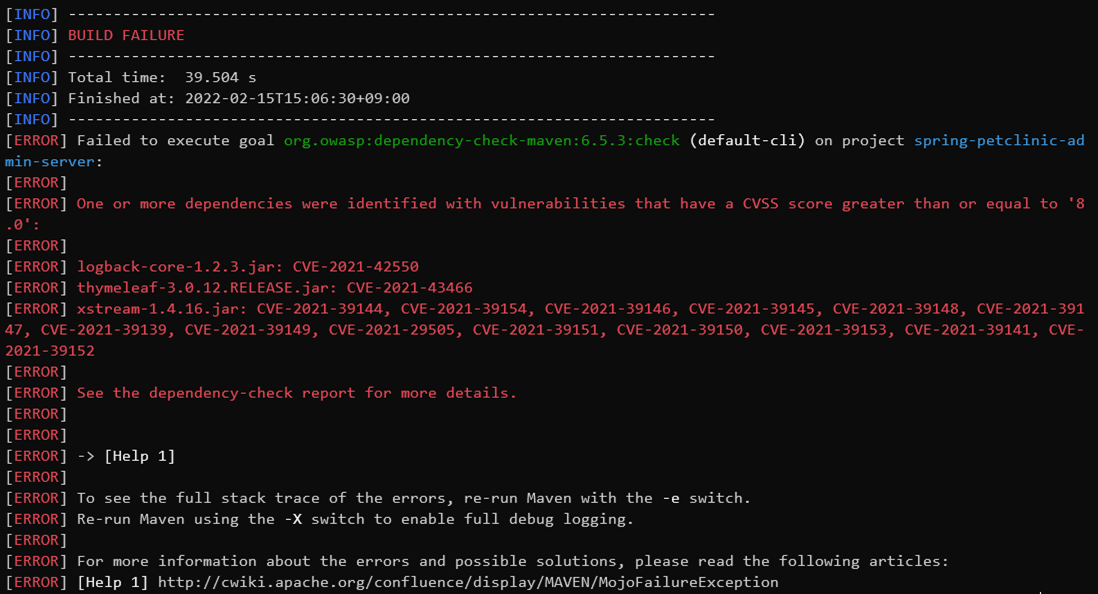 [INFO] ------------------------------------------------------------------------
[INFO] BUILD FAILURE
[INFO] ------------------------------------------------------------------------
[INFO] Total time:  39.504 s
[INFO] Finished at: 2022-02-15T15:06:30+09:00
[INFO] ------------------------------------------------------------------------
[ERROR] Failed to execute goal org.owasp:dependency-check-maven:6.5.3:check (default-cli) on project spring-petclinic-ad
min-server:
[ERROR]
[ERROR] One or more dependencies were identified with vulnerabilities that have a CVSS score greater than or equal to '8
.0':
[ERROR]
[ERROR] logback-core-1.2.3.jar: CVE-2021-42550
[ERROR] thymeleaf-3.0.12.RELEASE.jar: CVE-2021-43466
[ERROR] xstream-1.4.16.jar: CVE-2021-39144, CVE-2021-39154, CVE-2021-39146, CVE-2021-39145, CVE-2021-39148, CVE-2021-391
47, CVE-2021-39139, CVE-2021-39149, CVE-2021-29505, CVE-2021-39151, CVE-2021-39150, CVE-2021-39153, CVE-2021-39141, CVE-
2021-39152
[ERROR]
[ERROR] See the dependency-check report for more details.
[ERROR]
[ERROR]
[ERROR] -> [Help 1]
[ERROR]
[ERROR] To see the full stack trace of the errors, re-run Maven with the -e switch.
[ERROR] Re-run Maven using the -X switch to enable full debug logging.
[ERROR]
[ERROR] For more information about the errors and possible solutions, please read the following articles:
[ERROR] [Help 1] http://cwiki.apache.org/confluence/display/MAVEN/MojoFailureException